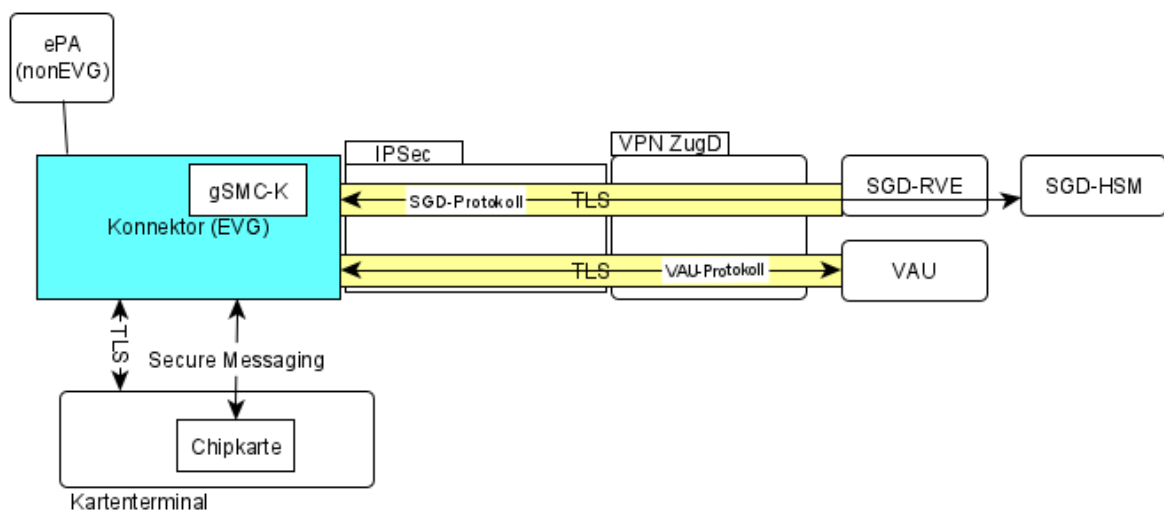 ePA
(nonEVG)
IPSec
VPN ZugD
gSMC-K
SGD-Protokoll
TLS
SGD-RVE
SGD-HSM
Konnektor (EVG)
TLS
VAU-Protokoll
VAU
TLS
Secure Messaging
Chipkarte
Kartenterminal